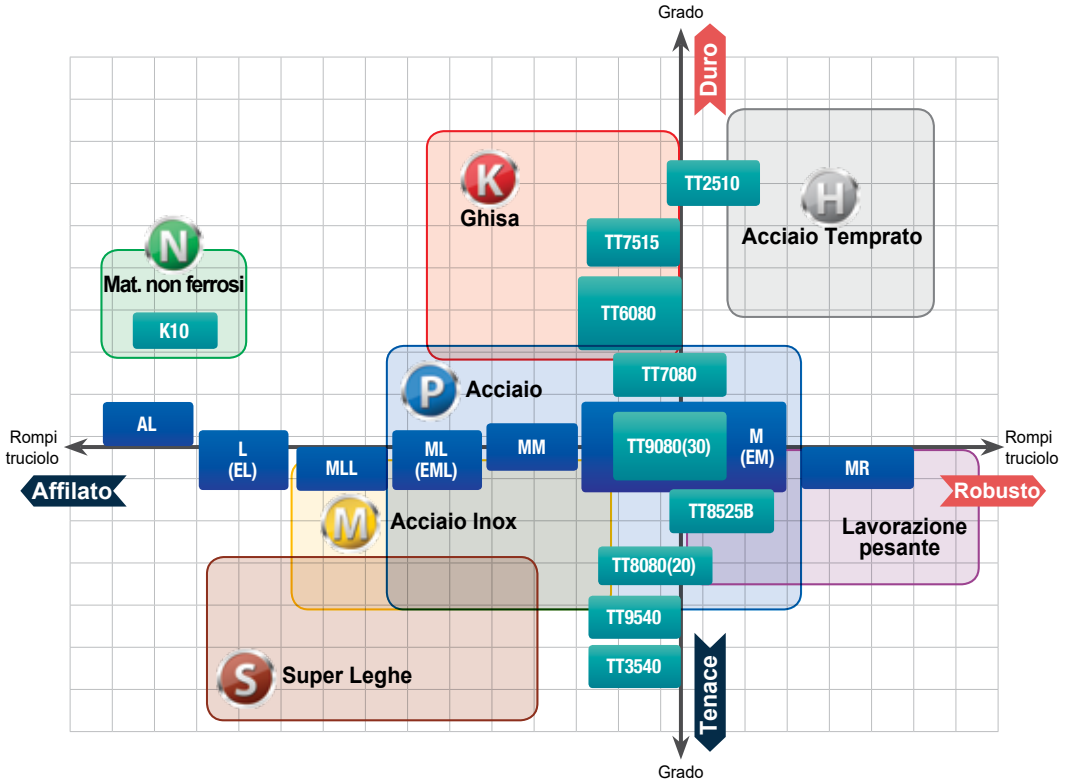 Grado
Duro
K
Ghisa
TT2510
H
Acciaio Temprato
TT7515
N
Mat. non ferrosi
K10
TT6080
TT7080
P
Acciaio
AL
Rompi
truciolo
Affilato
L
(EL)
MLL
ML
(EML)
MM
TT9080(30)
M
(EM)
MR
Rompi
truciolo
Robusto
M
Acciaio Inox
TT8525B
Lavorazione
pesante
TT8080(20)
TT9540
S
Super Leghe
TT3540
Tenace
Grado